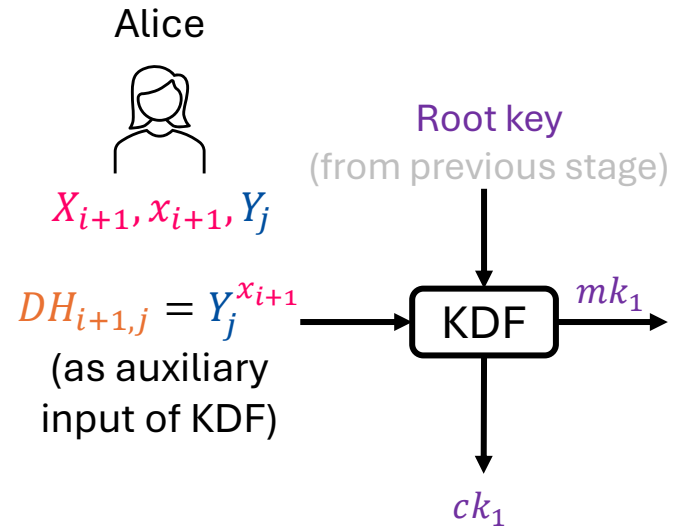 Alice
Root key
(from previous stage)
X_{i+1}, x_{i+1}, Y_j
DH_{i+1,j} = Y_j^{x_{i+1}}
(as auxiliary
input of KDF)
KDF
mk_1
ck_1